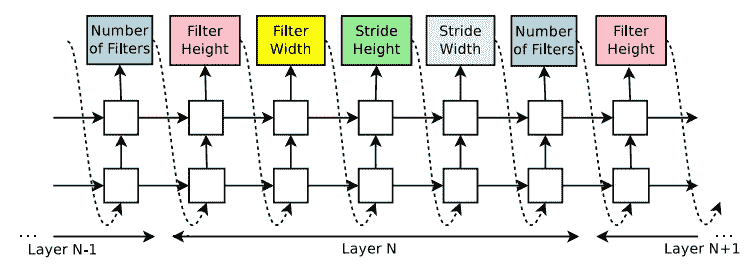 Number
of Filters
Filter
Height
Filter
Width
Stride
Height
Stride
Width
Number
of Filters
Filter
Height
... Layer N-1
Layer N
Layer N+1 ...